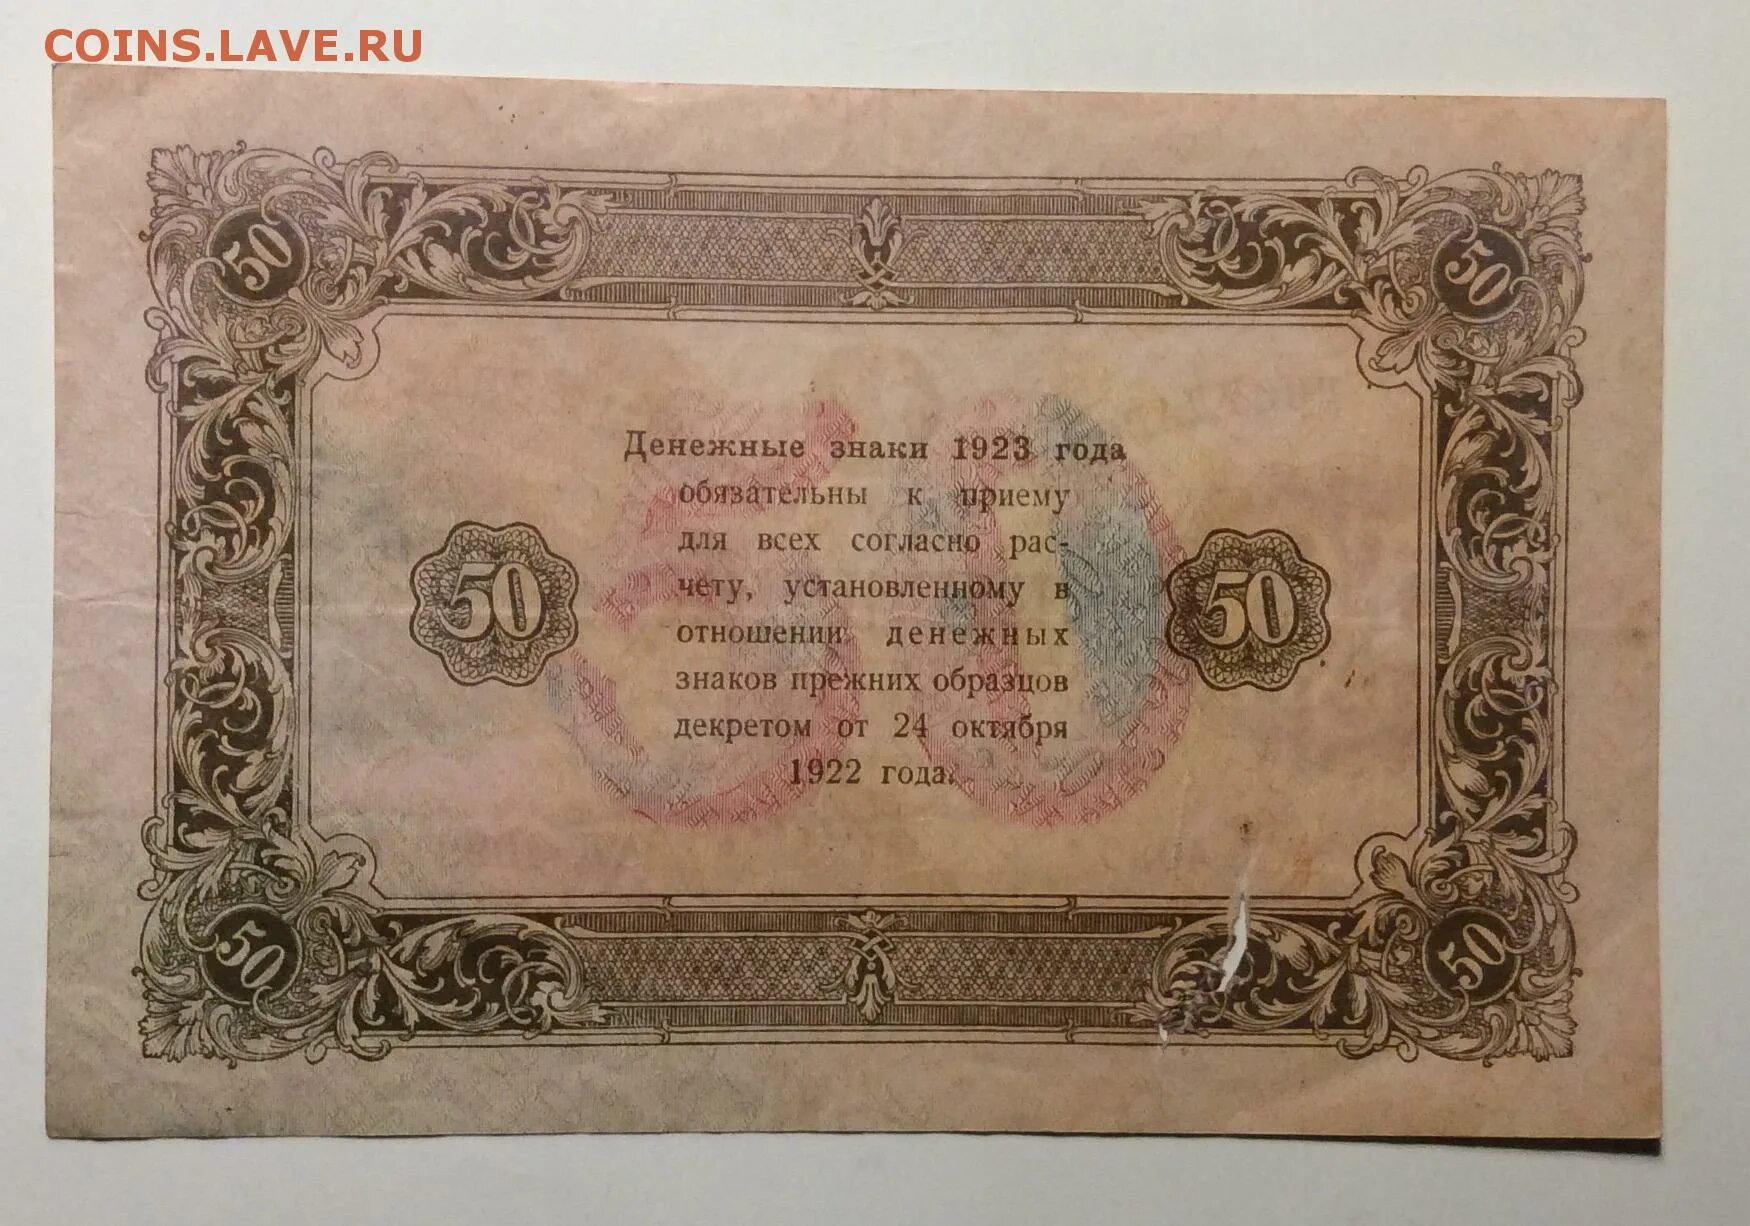 COINS.LAVE.RU
50
50
Денежные знаки 1923 года
обязательны к приему
для всех согласно рас-
чету, установленному в
отношении денежных
знаков прежних образцов
декретом от 24 октября
1922 года.
50
50
50
50